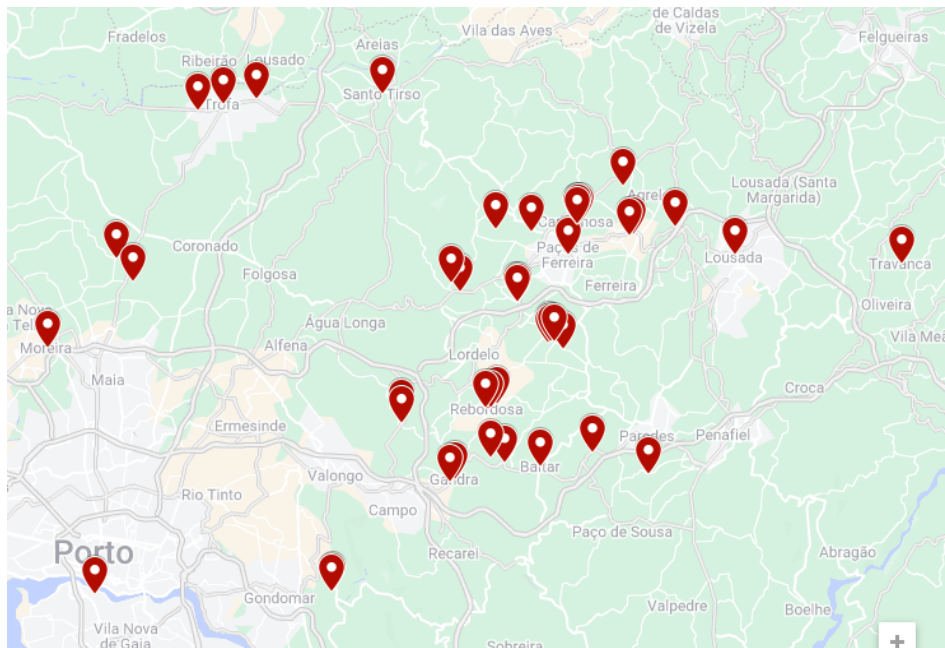 Fradelos
Vila das Aves
de Caldas
de Vizela
Felgueiras
Areias
Ribeirão
Lousado
Santo Tirso
Trofa
Agrela
Lousada (Santa
Margarida)
Coronado
Paços de
Ferreira
Lousada
Travanca
Folgosa
Ferreira
Oliveira
Água Longa
Moreira
Alfena
Lordelo
Maia
Croca
Rebordosa
Ermesinde
Paredes
Penafiel
Baltar
Valongo
Gandra
Rio Tinto
Campo
Paço de Sousa
Porto
Recarei
Abragão
Gondomar
Valpedre
Boelhe
Vila Nova
de Gaia
Sobreira
+